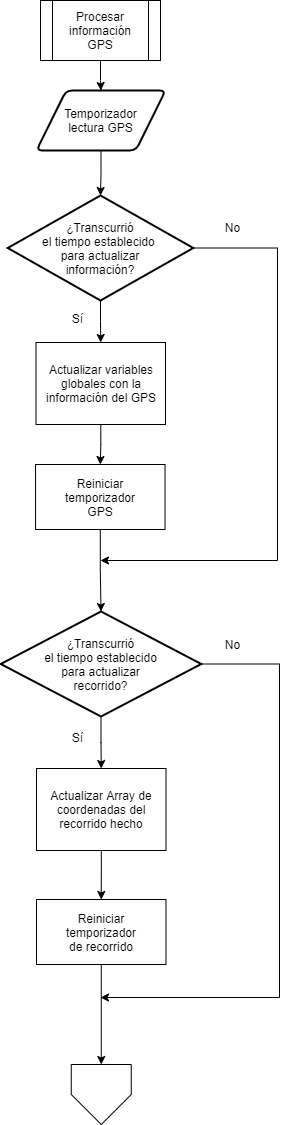 Procesar
información
GPS
Temporizador
lectura GPS
¿Transcurrió
el tiempo establecido
para actualizar
información?
No
Sí
Actualizar variables
globales con la
información del GPS
Reiniciar
temporizador
GPS
¿Transcurrió
el tiempo establecido
para actualizar
recorrido?
No
Sí
Actualizar Array de
coordenadas del
recorrido hecho
Reiniciar
temporizador
de recorrido